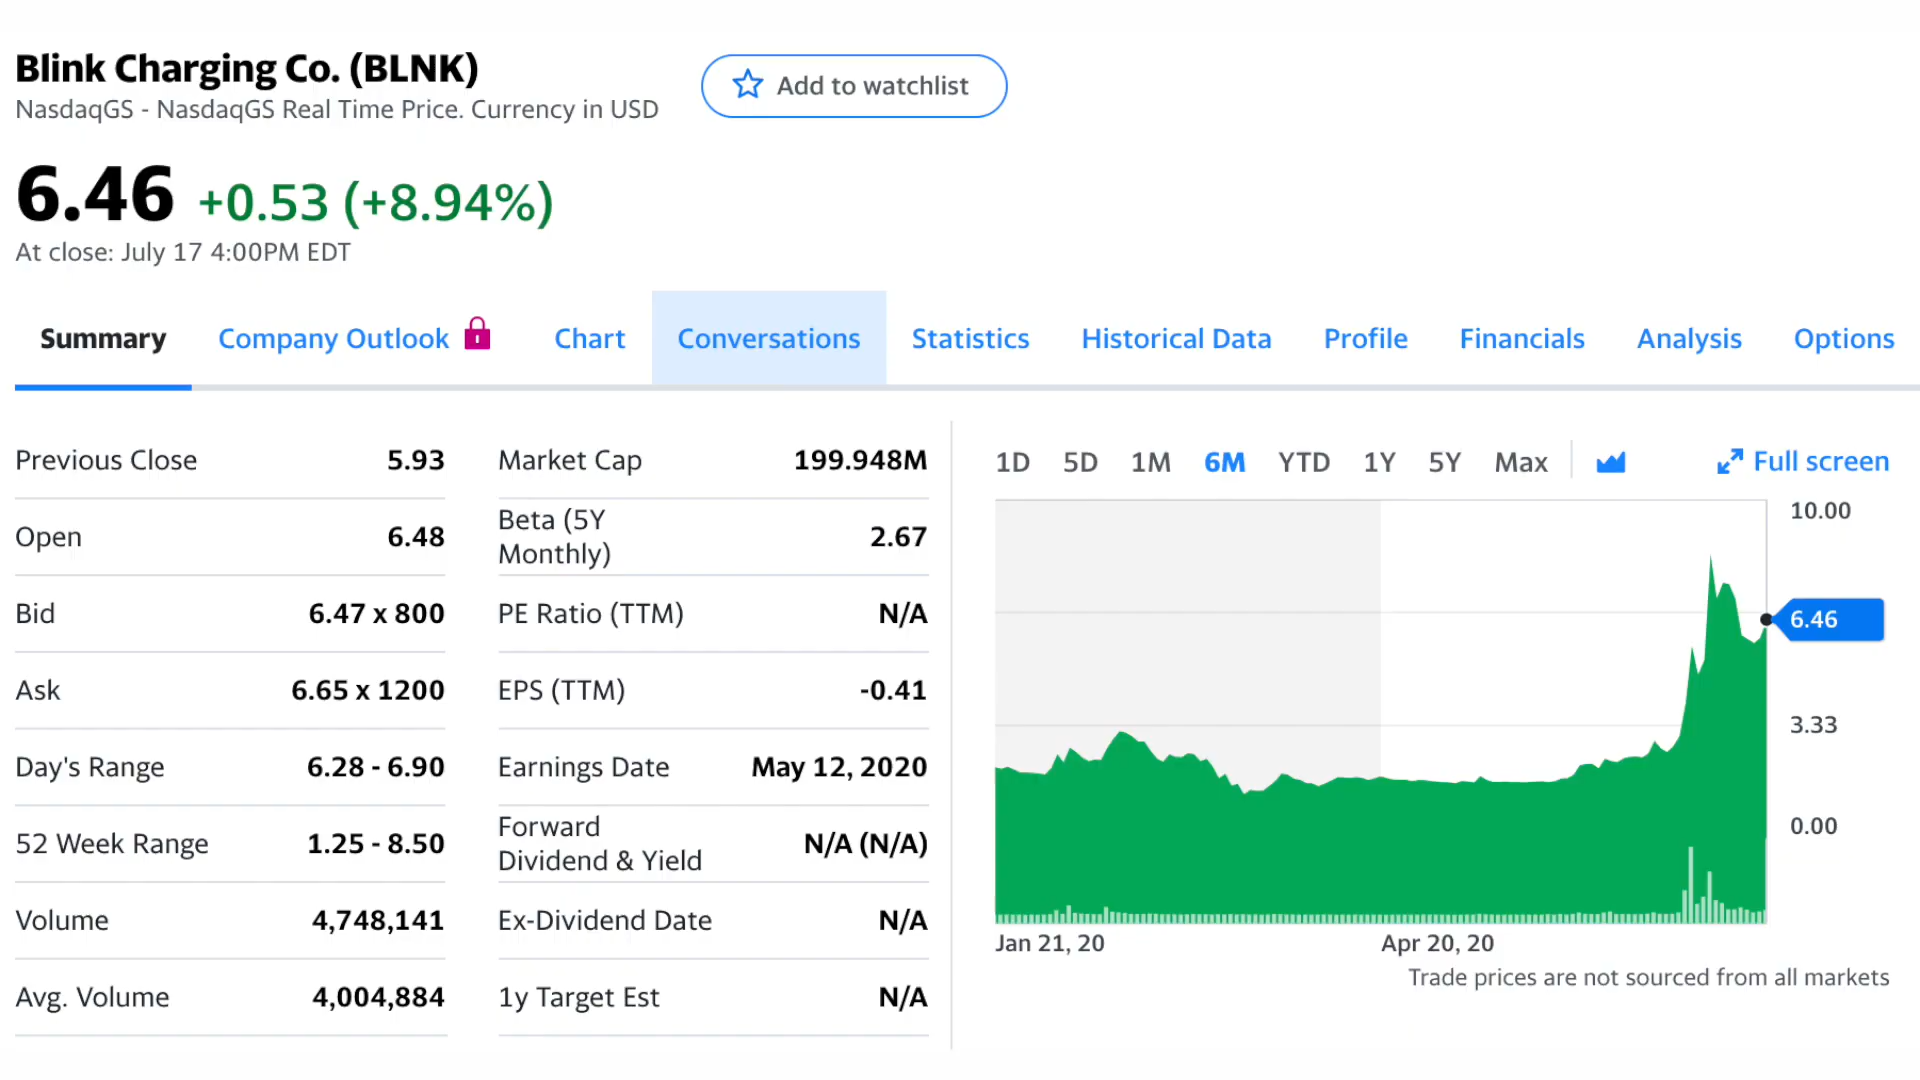 Blink Charging Co. (BLNK)
NasdaqGS - NasdaqGS Real Time Price. Currency in USD
Add to watchlist
6.46 +0.53 (+8.94%)
At close: July 17 4:00PM EDT
Summary Company Outlook Chart Conversations Statistics Historical Data Profile Financials Analysis Options
Previous Close 5.93
Open 6.48
Bid 6.47 x 800
Ask 6.65 x 1200
Day's Range 6.28 - 6.90
52 Week Range 1.25 - 8.50
Volume 4,748,141
Avg. Volume 4,004,884
Market Cap 199.948M
Beta (5Y
Monthly) 2.67
PE Ratio (TTM) N/A
EPS (TTM) -0.41
Earnings Date May 12, 2020
Forward
Dividend & Yield N/A (N/A)
Ex-Dividend Date N/A
1y Target Est N/A
1D 5D 1M 6M YTD 1Y 5Y Max Full screen
10.00
6.46
3.33
0.00
Jan 21, 20 Apr 20, 20
Trade prices are not sourced from all markets